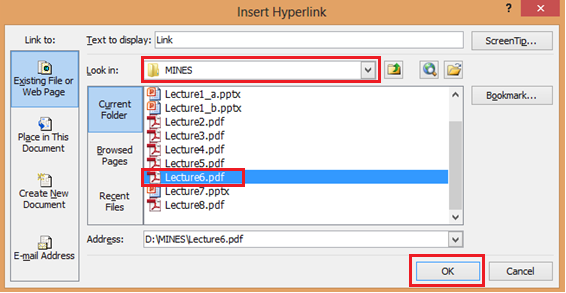 Insert Hyperlink
?
Link to:
Text to display: Link
ScreenTip...
Existing File or
Web Page
Look in:
MINES
Bookmark...
Current
Folder
Lecture1_a.pptx
Lecture1_b.pptx
Lecture2.pdf
Lecture3.pdf
Lecture4.pdf
Lecture5.pdf
Lecture6.pdf
Lecture7.pptx
Lecture8.pdf
Place in This
Document
Browsed
Pages
Create New
Document
Recent
Files
E-mail Address
Address:
D:\MINES\Lecture6.pdf
OK
Cancel